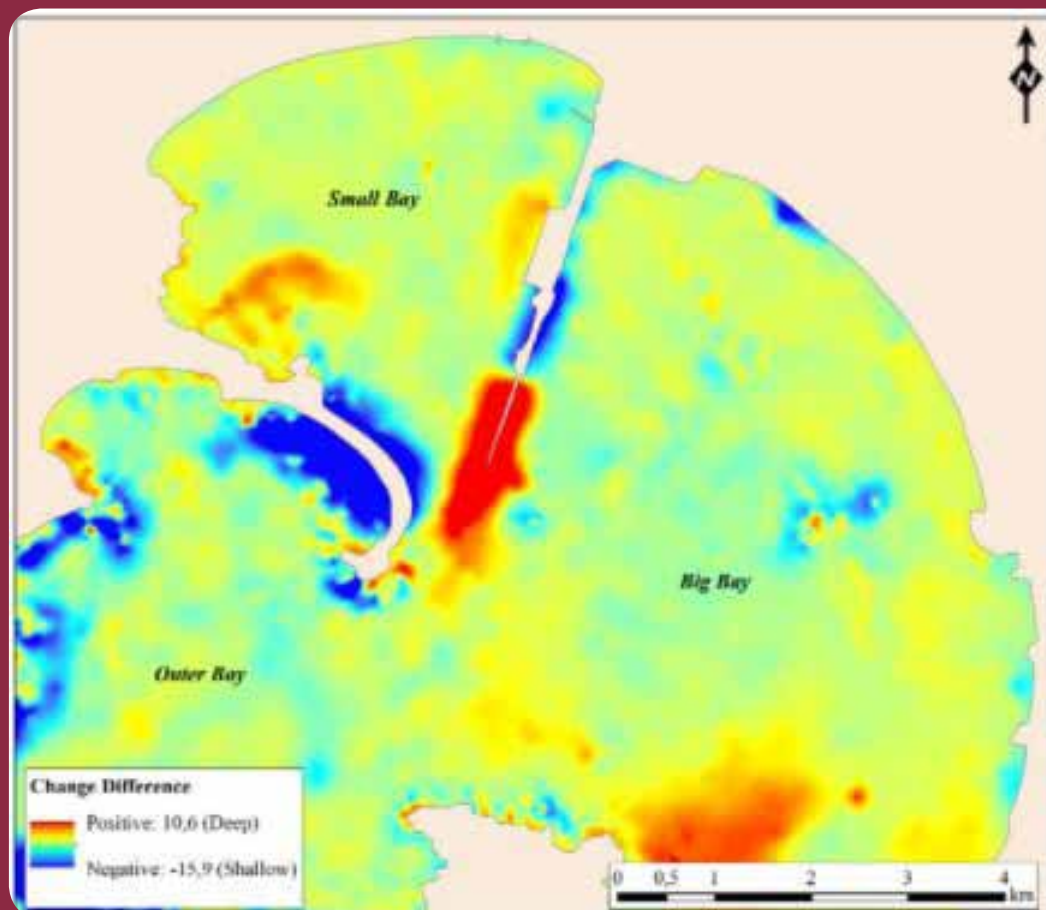 N
Small Bay
Big Bay
Outer Bay
Change Difference
Positive: 10,6 (Deep)
Negative: -15,9 (Shallow)
0 0,5 1 2 3 4
km